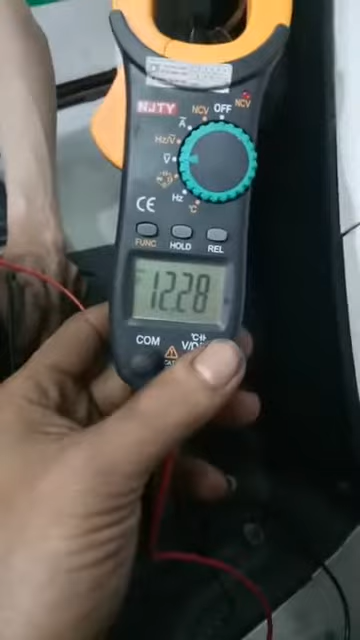 NJTY
NCV OFF NCV
A
Hz/V
V
Hz
°C
CE
FUNC HOLD REL
12.28
COM